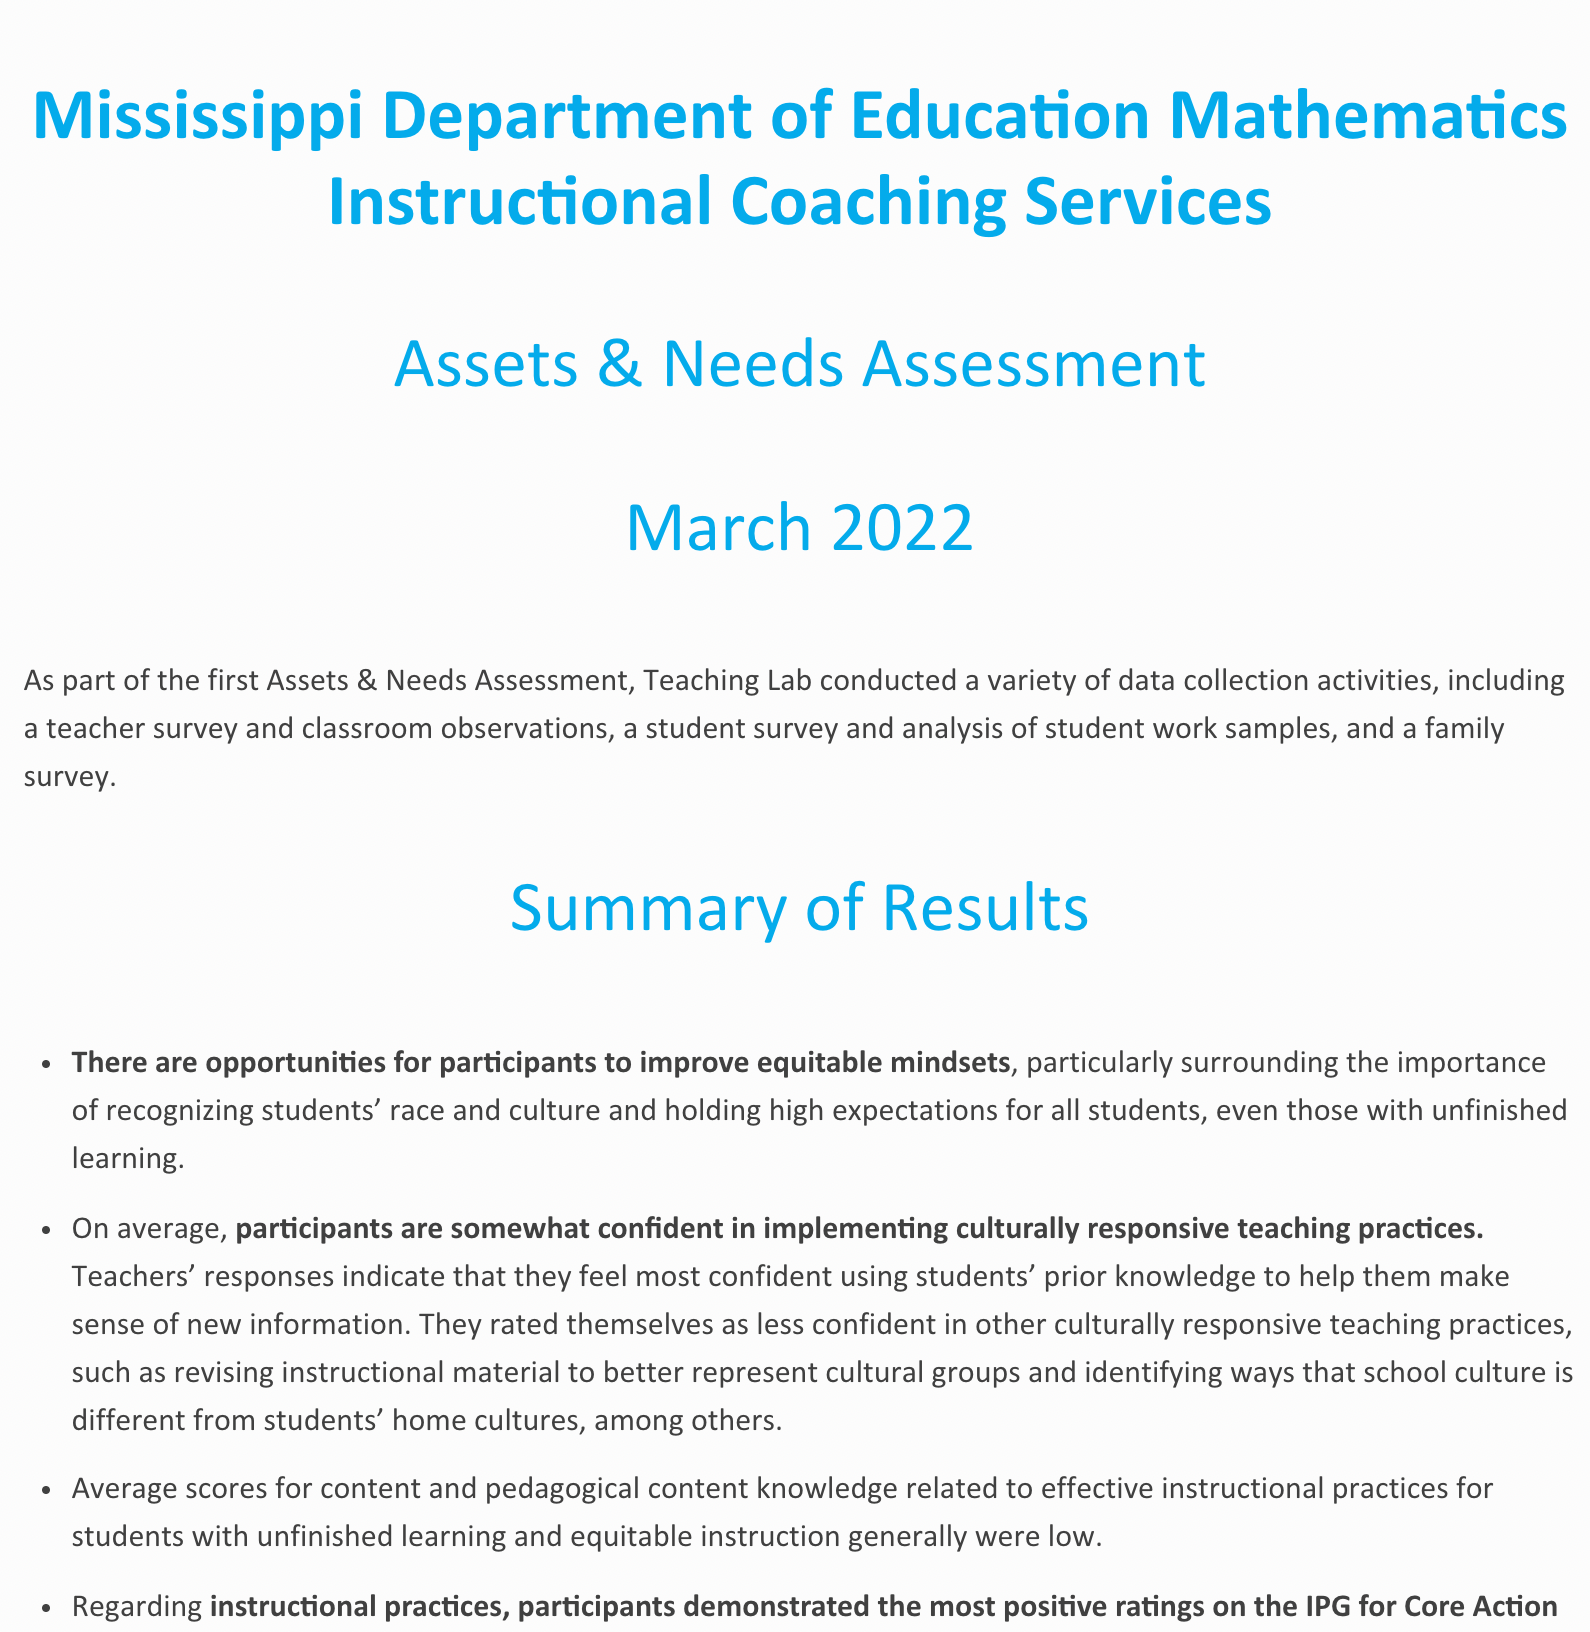 Mississippi Department of Education Mathematics
Instructional Coaching Services
Assets & Needs Assessment
March 2022
As part of the first Assets & Needs Assessment, Teaching Lab conducted a variety of data collection activities, including
a teacher survey and classroom observations, a student survey and analysis of student work samples, and a family
survey.
Summary of Results
• There are opportunities for participants to improve equitable mindsets, particularly surrounding the importance
of recognizing students’ race and culture and holding high expectations for all students, even those with unfinished
learning.
• On average, participants are somewhat confident in implementing culturally responsive teaching practices.
Teachers’ responses indicate that they feel most confident using students’ prior knowledge to help them make
sense of new information. They rated themselves as less confident in other culturally responsive teaching practices,
such as revising instructional material to better represent cultural groups and identifying ways that school culture is
different from students’ home cultures, among others.
• Average scores for content and pedagogical content knowledge related to effective instructional practices for
students with unfinished learning and equitable instruction generally were low.
• Regarding instructional practices, participants demonstrated the most positive ratings on the IPG for Core Action